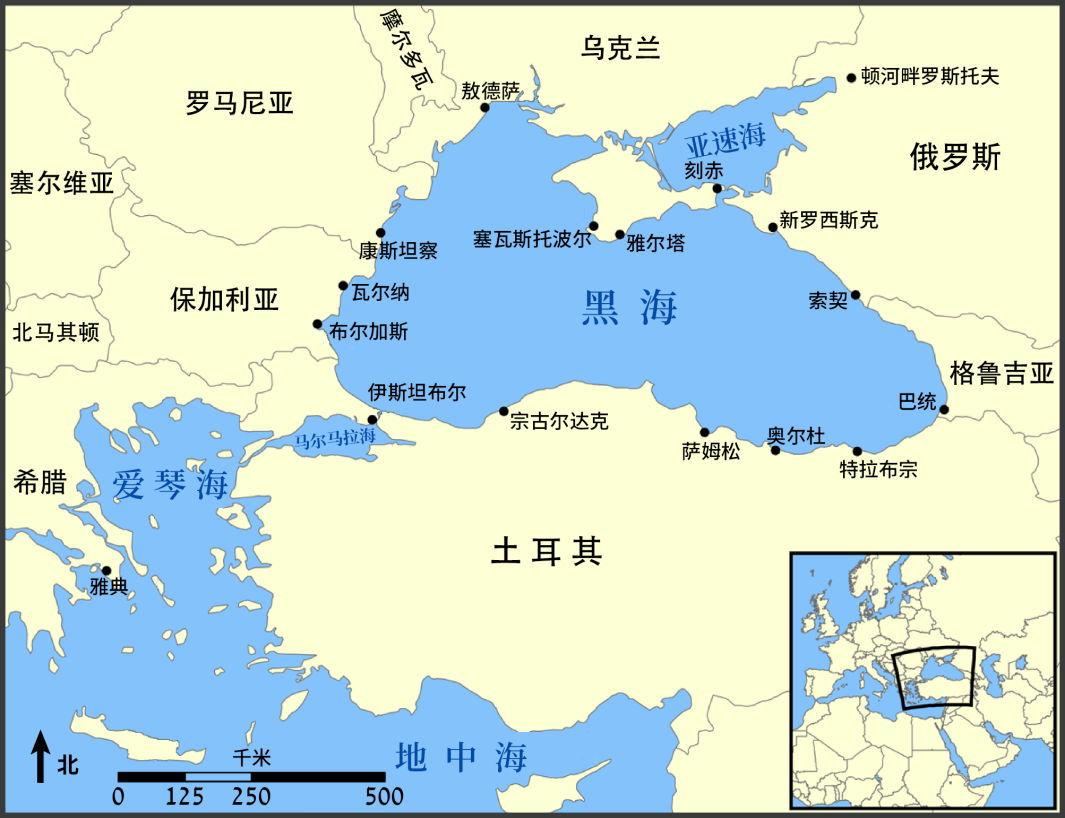 摩尔多瓦
乌克兰
顿河畔罗斯托夫
敖德萨
罗马尼亚
亚速海
俄罗斯
刻赤
塞尔维亚
新罗西斯克
塞瓦斯托波尔
雅尔塔
康斯坦察
瓦尔纳
保加利亚
黑海
索契
布尔加斯
北马其顿
格鲁吉亚
伊斯坦布尔
巴统
宗古尔达克
马尔马拉海
奥尔杜
萨姆松
特拉布宗
希腊
爱琴海
土耳其
雅典
地中海
北
千米
0 125 250 500